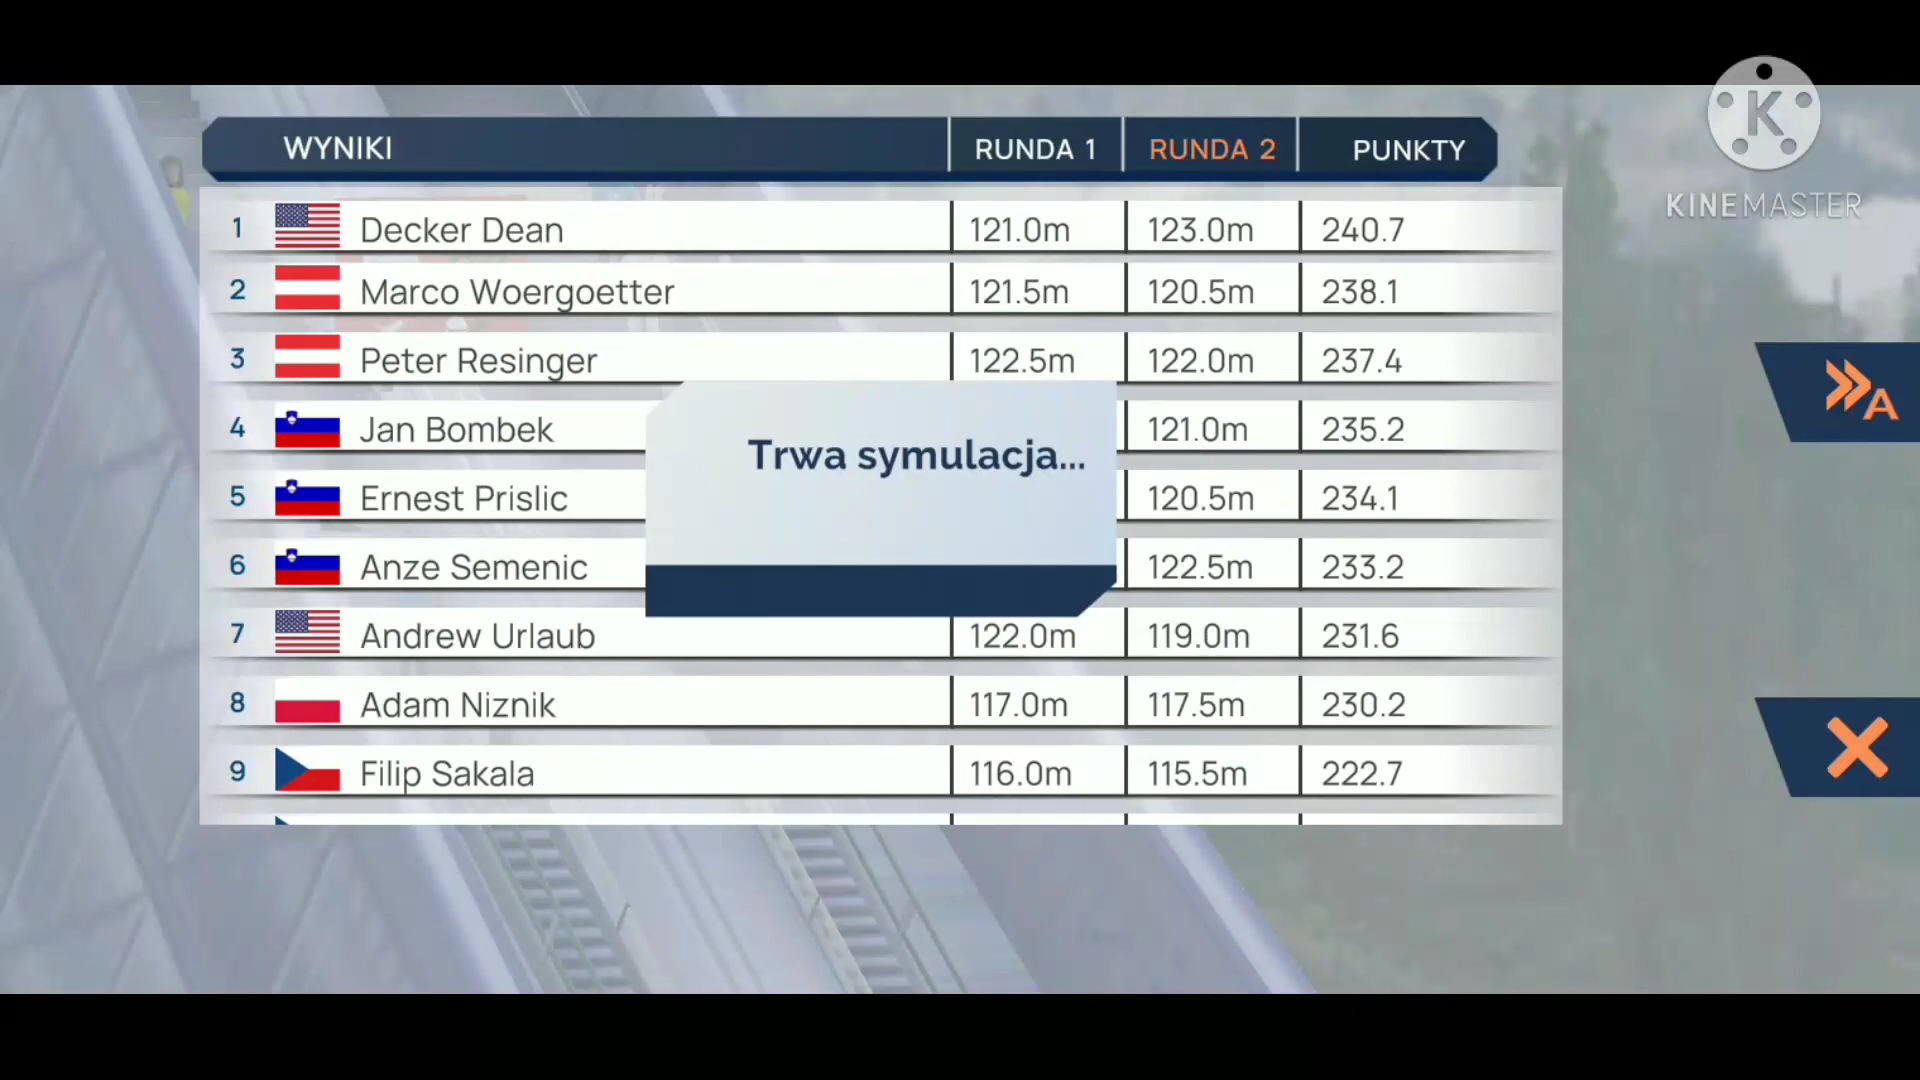 WYNIKI RUNDA 1 RUNDA 2 PUNKTY
1 Decker Dean 121.0m 123.0m 240.7
2 Marco Woergoetter 121.5m 120.5m 238.1
3 Peter Resinger 122.5m 122.0m 237.4
4 Jan Bombek 121.0m 235.2
5 Ernest Prislic 120.5m 234.1
6 Anze Semenic 122.5m 233.2
7 Andrew Urlaub 122.0m 119.0m 231.6
8 Adam Niznik 117.0m 117.5m 230.2
9 Filip Sakala 116.0m 115.5m 222.7
Trwa symulacja...
K
KINEMASTER
A